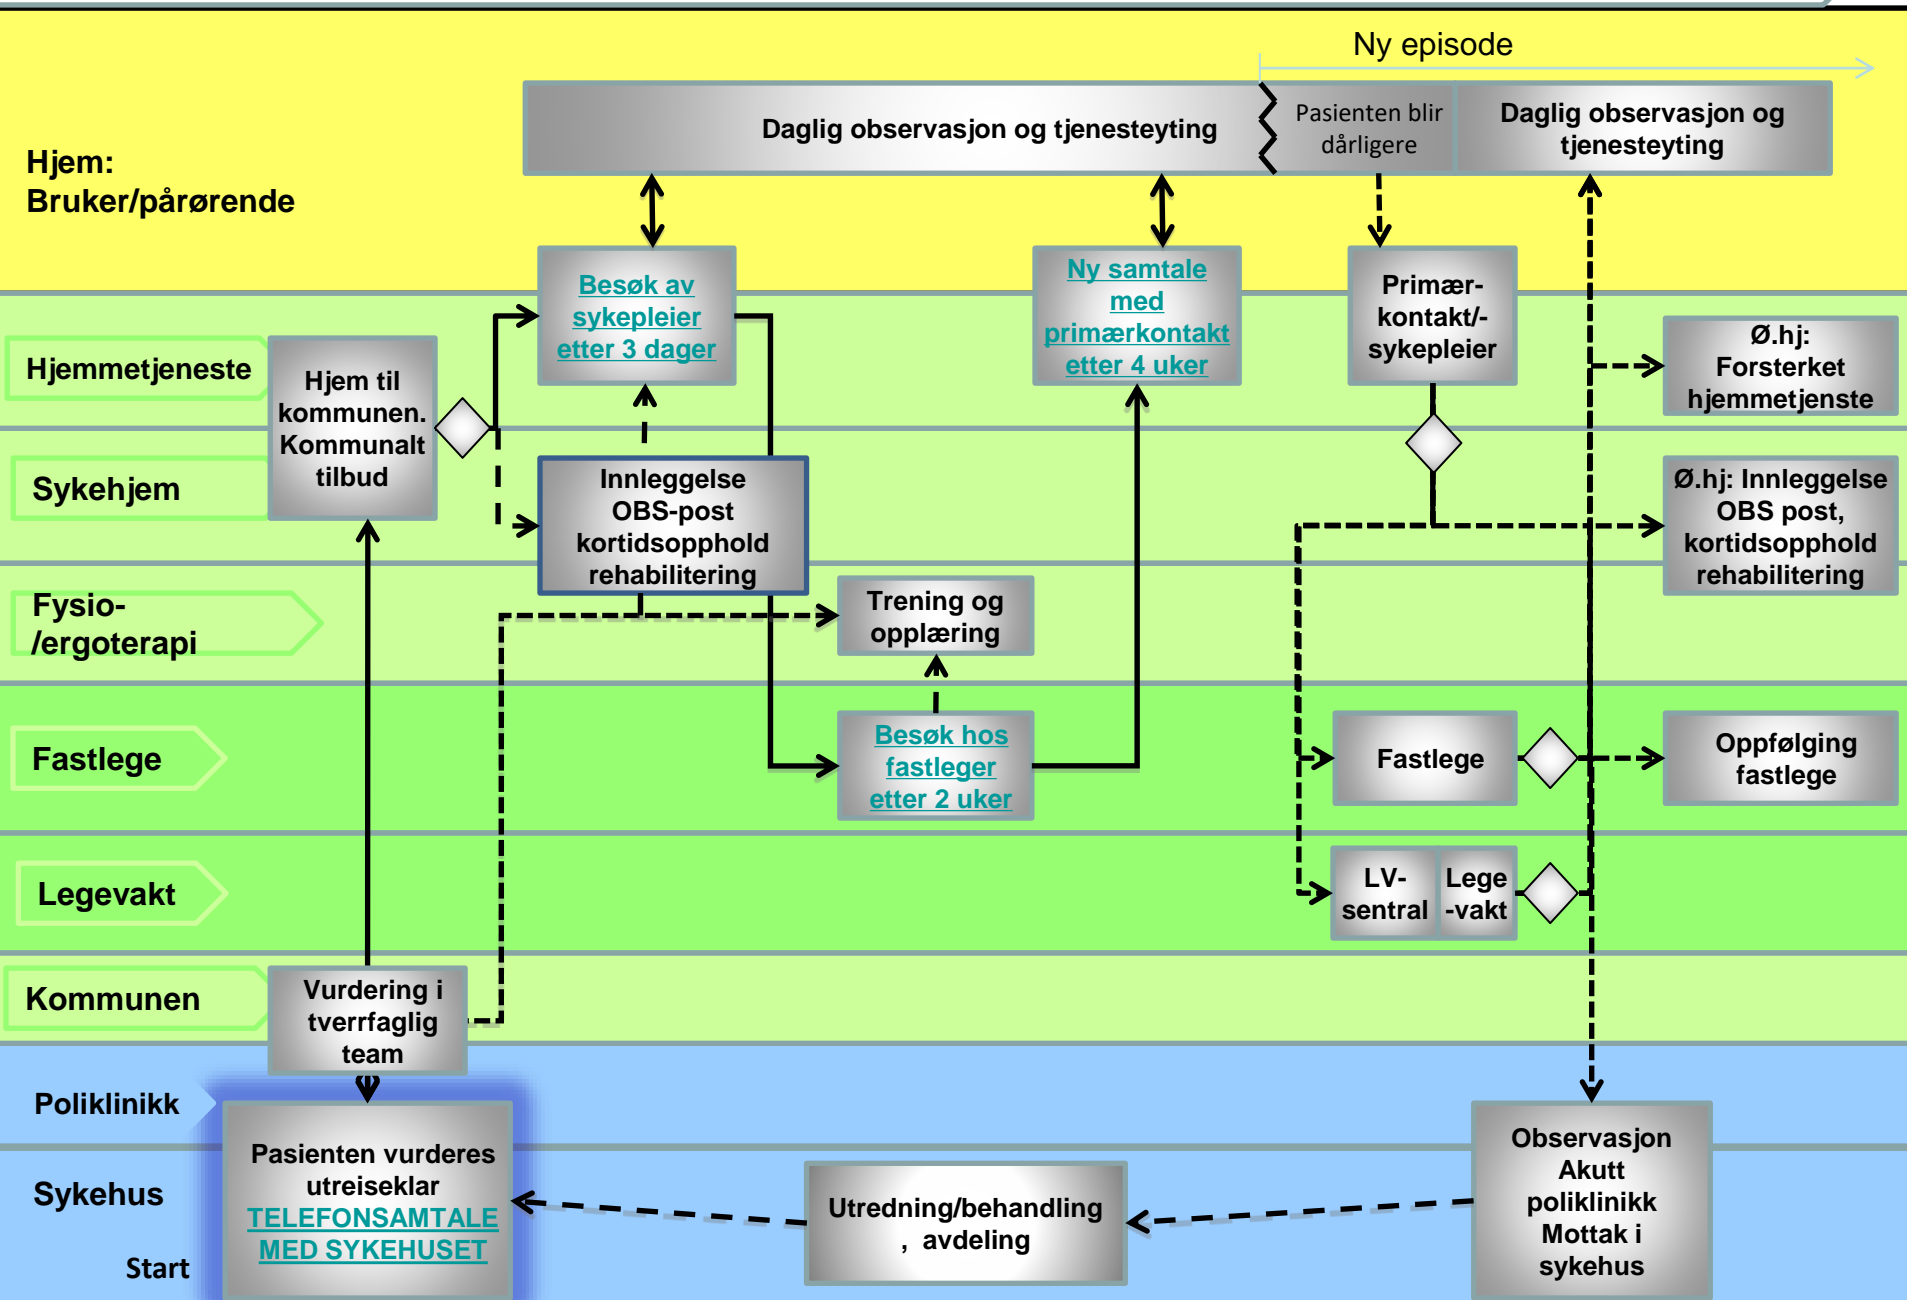 Ny episode
Daglig observasjon og tjenesteyting
Pasienten blir
dårligere
Daglig observasjon og
tjenesteyting
Hjem:
Bruker/pårørende
Besøk av
sykepleier
etter 3 dager
Ny samtale
med
primærkontakt
etter 4 uker
Primær-
kontakt/-
sykepleier
Hjemmetjeneste
Hjem til
kommunen.
Kommunalt
tilbud
Ø.hj:
Forsterket
hjemmetjenste
Sykehjem
Innleggelse
OBS-post
kortidsopphold
rehabilitering
Ø.hj: Innleggelse
OBS post,
kortidsopphold
rehabilitering
Fysio-
/ergoterapi
Trening og
opplæring
Fastlege
Besøk hos
fastleger
etter 2 uker
Fastlege
Oppfølging
fastlege
Legevakt
LV-
sentral
Lege
-vakt
Kommunen
Vurdering i
tverrfaglig
team
Poliklinikk
Sykehus
Start
Pasienten vurderes
utreiseklar
TELEFONSAMTALE
MED SYKEHUSET
Utredning/behandling
, avdeling
Observasjon
Akutt
poliklinikk
Mottak i
sykehus